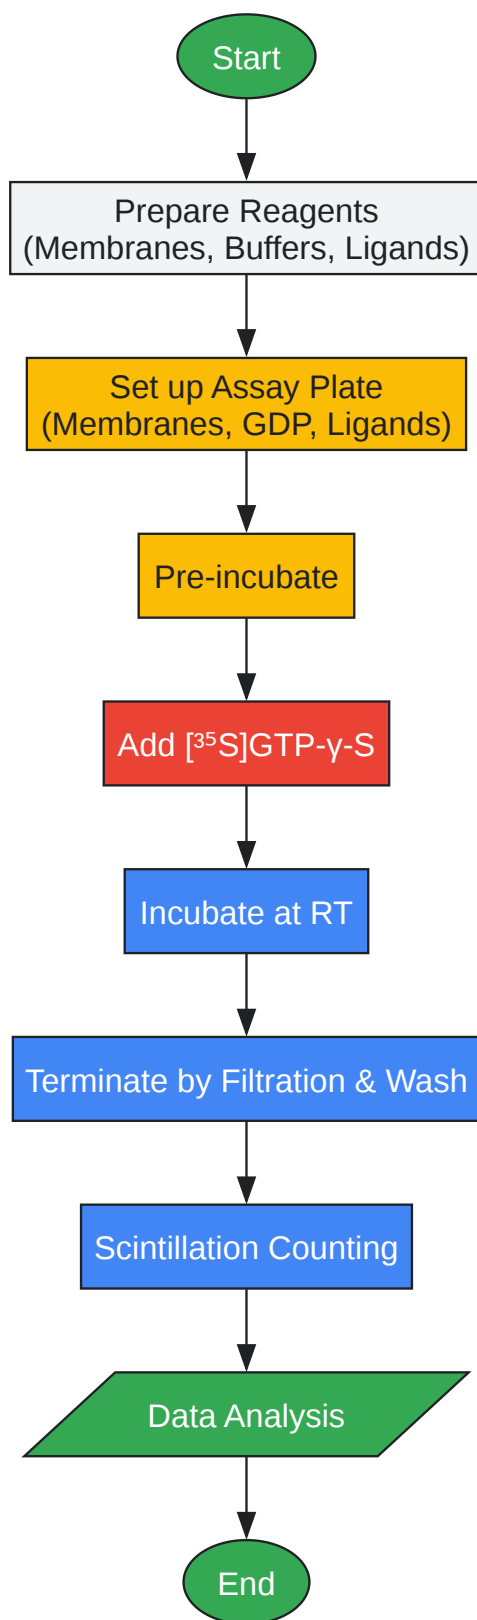 Start
Prepare Reagents
(Membranes, Buffers, Ligands)
Set up Assay Plate
(Membranes, GDP, Ligands)
Pre-incubate
Add [³⁵S]GTP-γ-S
Incubate at RT
Terminate by Filtration & Wash
Scintillation Counting
Data Analysis
End